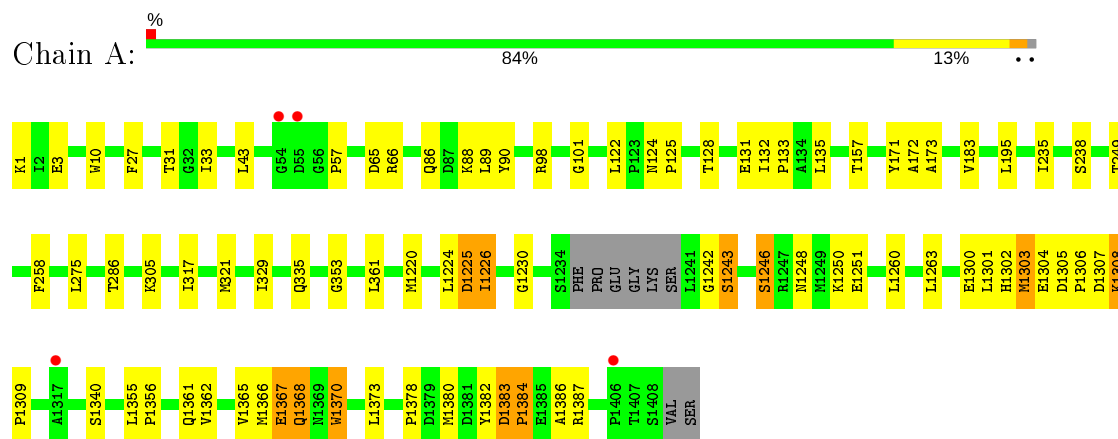 %
Chain A:
84% 13% • •
K1 I2 E3 W10 F27 T31 G32 I33 L43 G54 D55 G56 P57 D65 R66 Q86 D87 K88 L89 Y90 R98 G101 L122 P123 N124 P125 T128 E131 I132 P133 A134 L135 T157 Y171 A172 A173 V183 L195 I235 S238 T249
F258 L275 T286 K305 I317 M321 I329 Q335 G353 L361 M1220 L1224 D1225 I1226 G1230 S1234 PHE PRO GLU GLY LYS SER L1241 G1242 S1243 S1246 R1247 N1248 M1249 K1250 E1251 L1260 L1263 E1300 L1301 H1302 M1303 E1304 D1305 P1306 D1307 K1308
P1309 A1317 S1340 L1355 P1356 Q1361 V1362 V1365 M1366 E1367 Q1368 N1369 W1370 L1373 P1378 D1379 M1380 D1381 Y1382 D1383 P1384 E1385 A1386 R1387 P1406 T1407 S1408 VAL SER